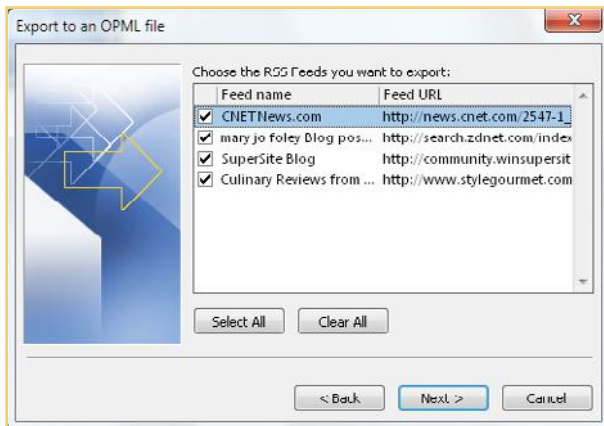 Export to an OPML file
Choose the RSS Feeds you want to export:
Feed name Feed URL
CNETNews.com http://news.cnet.com/2547-1_
mary jo foley Blog pos... http://search.zdnet.com/index
SuperSite Blog http://community.winsupersit
Culinary Reviews from ... http://www.stylegourmet.com
Select All Clear All
< Back Next > Cancel